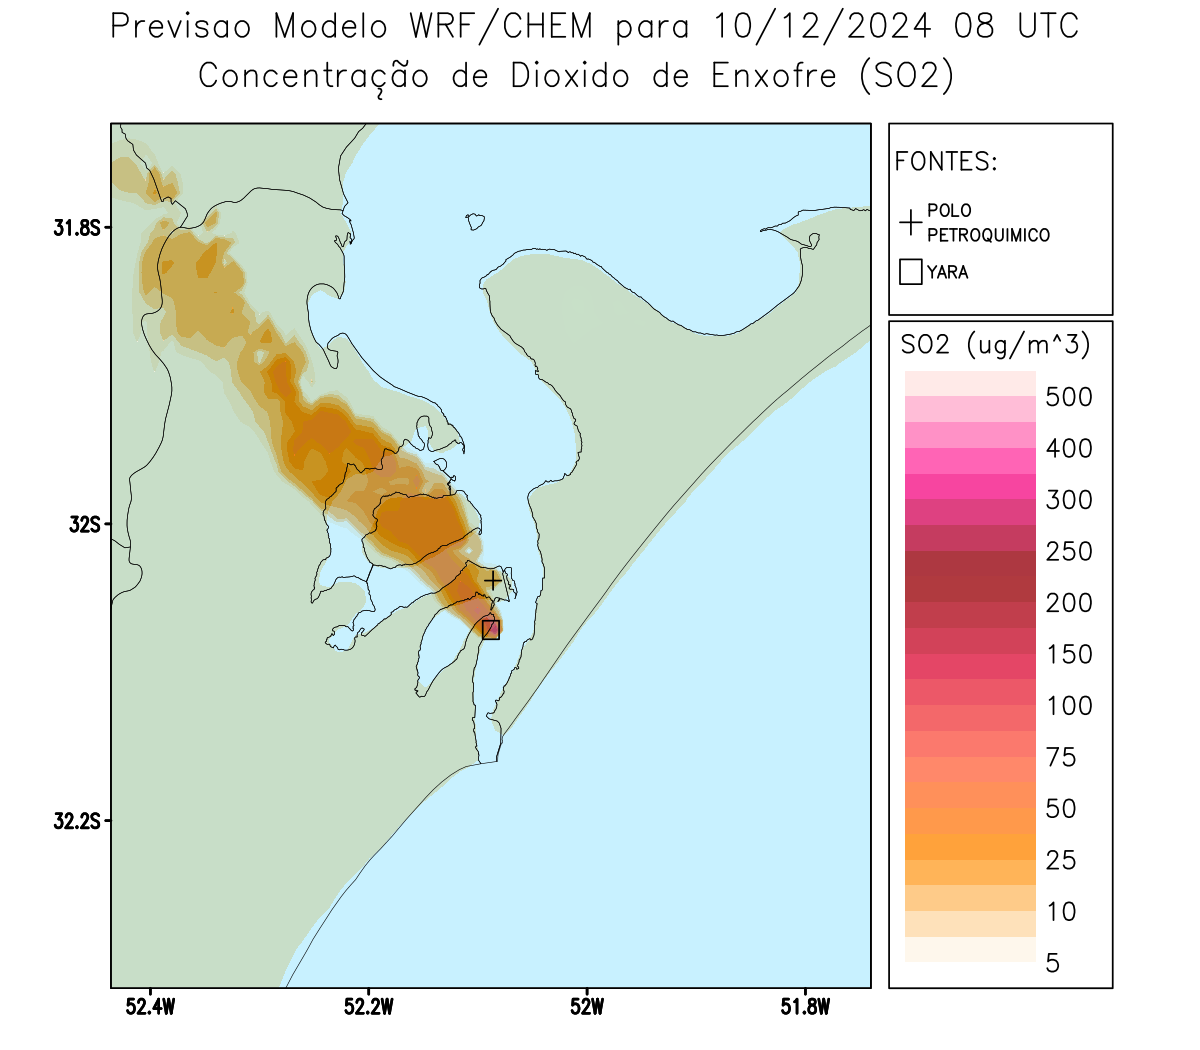 Previsao Modelo WRF/CHEM para 10/12/2024 08 UTC
Concentração de Dioxido de Enxofre (SO2)
FONTES:
POLO
PETROQUIMICO
YARA
31.8S
32S
32.2S
52.4W
52.2W
52W
51.8W
SO2 (ug/m^3)
500
400
300
250
200
150
100
75
50
25
10
5